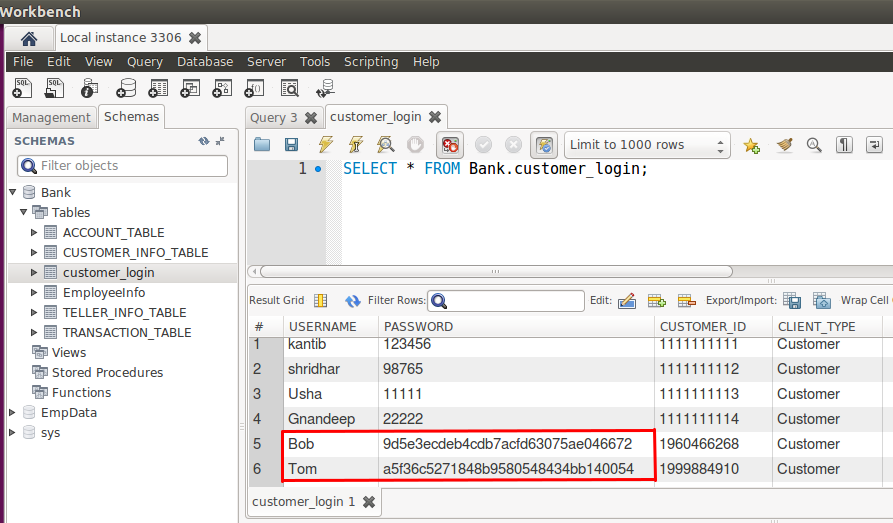 Workbench
Local instance 3306
File Edit View Query Database Server Tools Scripting Help
Management Schemas
Query 3 customer_login
SCHEMAS
Filter objects
Bank
Tables
ACCOUNT_TABLE
CUSTOMER_INFO_TABLE
customer_login
EmployeeInfo
TELLER_INFO_TABLE
TRANSACTION_TABLE
Views
Stored Procedures
Functions
EmpData
sys
Limit to 1000 rows
1 SELECT * FROM Bank.customer_login;
Result Grid Filter Rows: Edit: Export/Import: Wrap Cell
# USERNAME PASSWORD CUSTOMER_ID CLIENT_TYPE
1 kantib 123456 1111111111 Customer
2 shridhar 98765 1111111112 Customer
3 Usha 11111 1111111113 Customer
4 Gnandeep 22222 1111111114 Customer
5 Bob 9d5e3ecdeb4cdb7acfd63075ae046672 1960466268 Customer
6 Tom a5f36c5271848b9580548434bb140054 1999884910 Customer
customer_login 1